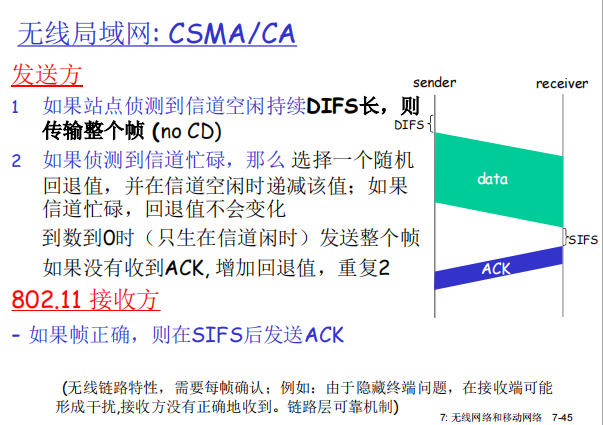 无线局域网: CSMA/CA
发送方
1 如果站点侦测到信道空闲持续DIFS长，则
传输整个帧 (no CD)
2 如果侦测到信道忙碌，那么 选择一个随机
回退值，并在信道空闲时递减该值；如果
信道忙碌，回退值不会变化
到数到0时（只生在信道闲时）发送整个帧
如果没有收到ACK, 增加回退值，重复2
802.11 接收方
- 如果帧正确，则在SIFS后发送ACK
sender
receiver
DIFS
data
SIFS
ACK
(无线链路特性，需要每帧确认；例如：由于隐藏终端问题，在接收端可能
形成干扰,接收方没有正确地收到。链路层可靠机制)
7: 无线网络和移动网络 7-45